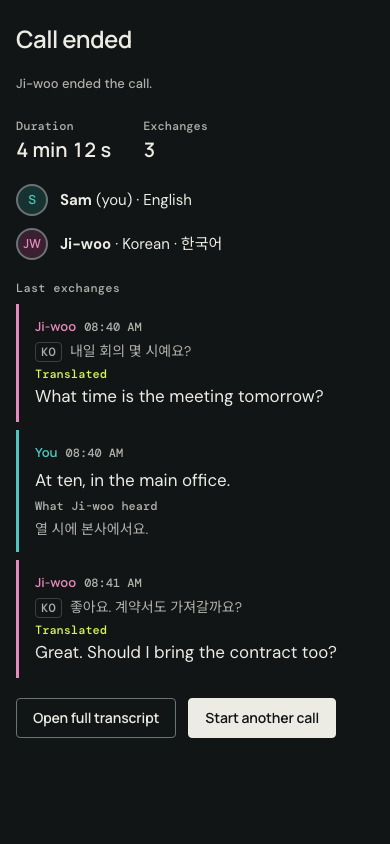 Call ended
Ji-woo ended the call.
Duration
Exchanges
4 min 12 s
3
S
Sam (you) · English
JW
Ji-woo · Korean · 한국어
Last exchanges
Ji-woo 08:40 AM
KO 내일 회의 몇 시예요?
Translated
What time is the meeting tomorrow?
You 08:40 AM
At ten, in the main office.
What Ji-woo heard
열 시에 본사에서요.
Ji-woo 08:41 AM
KO 좋아요. 계약서도 가져갈까요?
Translated
Great. Should I bring the contract too?
Open full transcript
Start another call